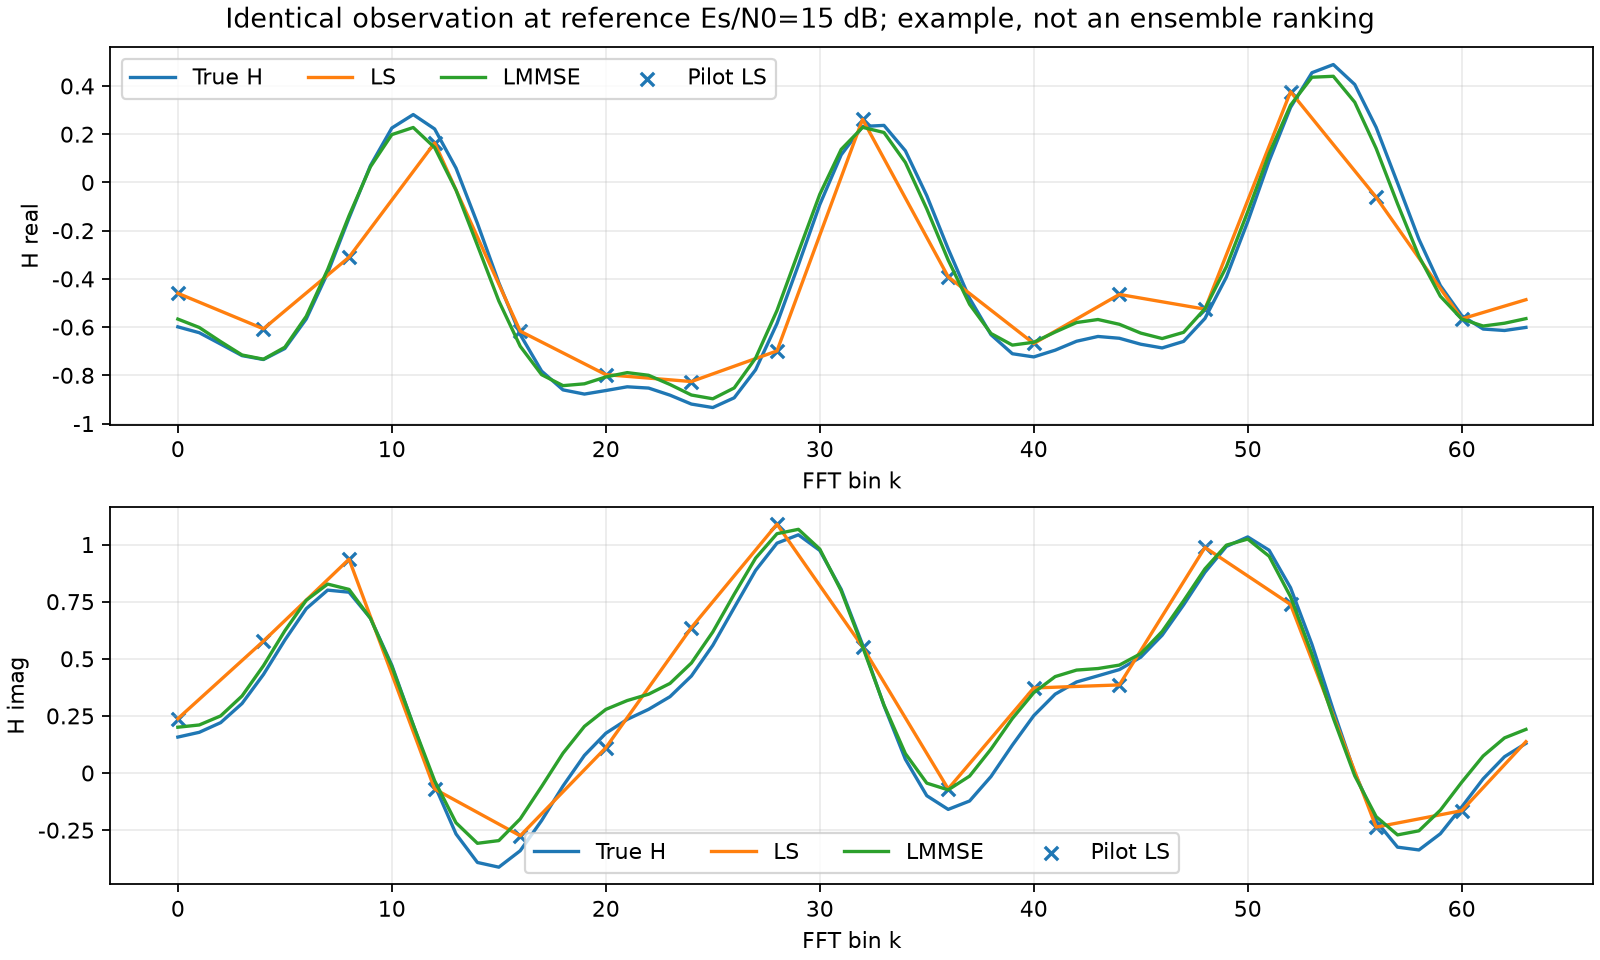 Identical observation at reference Es/N0=15 dB; example, not an ensemble ranking
True H LS LMMSE Pilot LS
0.4
0.2
0
-0.2
-0.4
-0.6
-0.8
-1
H real
0 10 20 30 40 50 60
FFT bin k
1
0.75
0.5
0.25
0
-0.25
H imag
True H LS LMMSE Pilot LS
0 10 20 30 40 50 60
FFT bin k